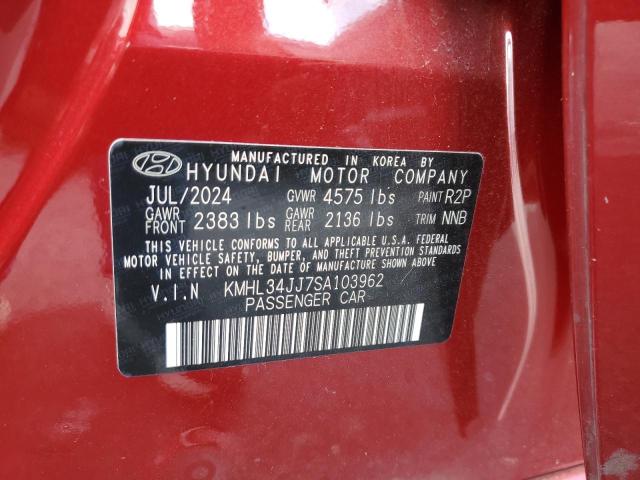 MANUFACTURED IN KOREA BY
HYUNDAI MOTOR COMPANY
JUL/2024 GVWR 4575 lbs PAINT R2P
GAWR FRONT 2383 lbs GAWR REAR 2136 lbs TRIM NNB
THIS VEHICLE CONFORMS TO ALL APPLICABLE U.S.A. FEDERAL
MOTOR VEHICLE SAFETY, BUMPER, AND THEFT PREVENTION STANDARDS
IN EFFECT ON THE DATE OF MANUFACTURE SHOWN ABOVE
V.I.N KMHL34JJ7SA103962
PASSENGER CAR